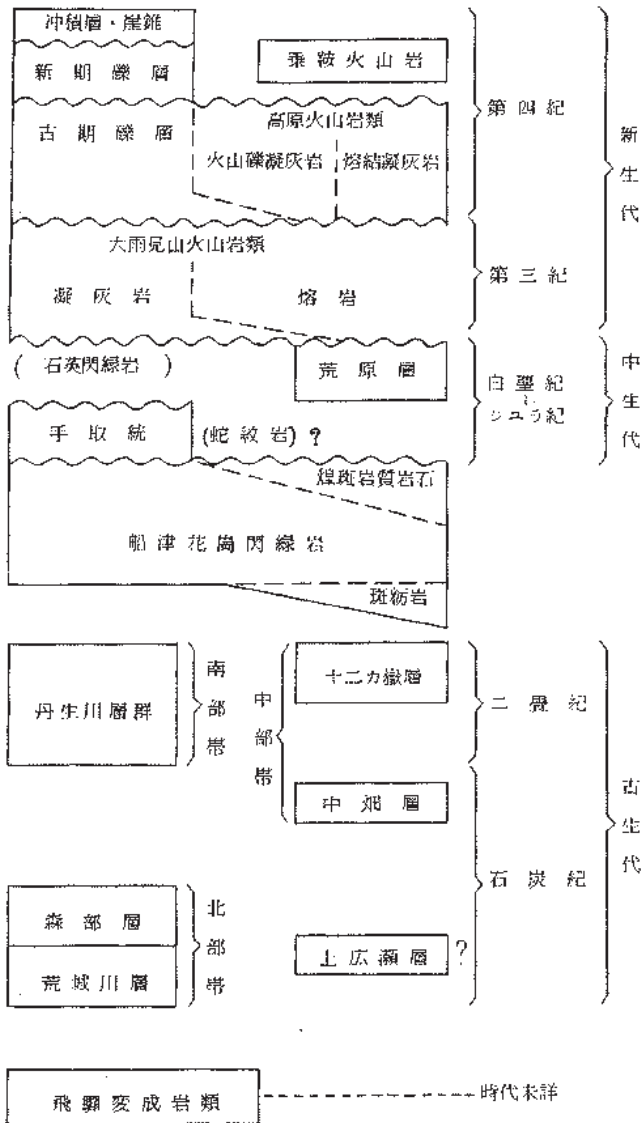 冲積層・崖錐
新期礫層
乗鞍火山岩
古期礫層
高原火山岩類
火山礫凝灰岩
熔結凝灰岩
第四紀
大雨見山火山岩類
凝灰岩
熔岩
第三紀
新生代
(石英閃緑岩)
荒原層
手取統
(蛇紋岩)?
白堊紀
と
ジユラ紀
中生代
煌斑岩質岩石
船津花崗閃緑岩
斑粝岩
丹生川層群
南部帯
中部帯
十二カ嶽層
二畳紀
中畑層
森部層
荒城川層
北部帯
上広瀬層?
石炭紀
古生代
飛驒変成岩類
時代未詳